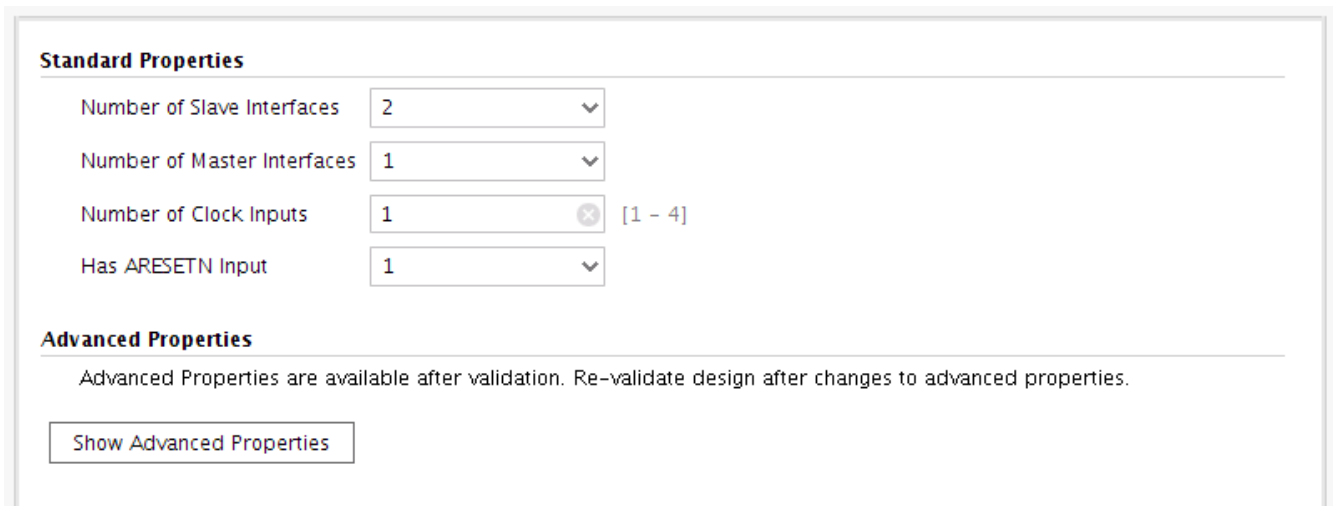 Standard Properties
Number of Slave Interfaces 2
Number of Master Interfaces 1
Number of Clock Inputs 1 [1 - 4]
Has ARESETN Input 1
Advanced Properties
Advanced Properties are available after validation. Re-validate design after changes to advanced properties.
Show Advanced Properties